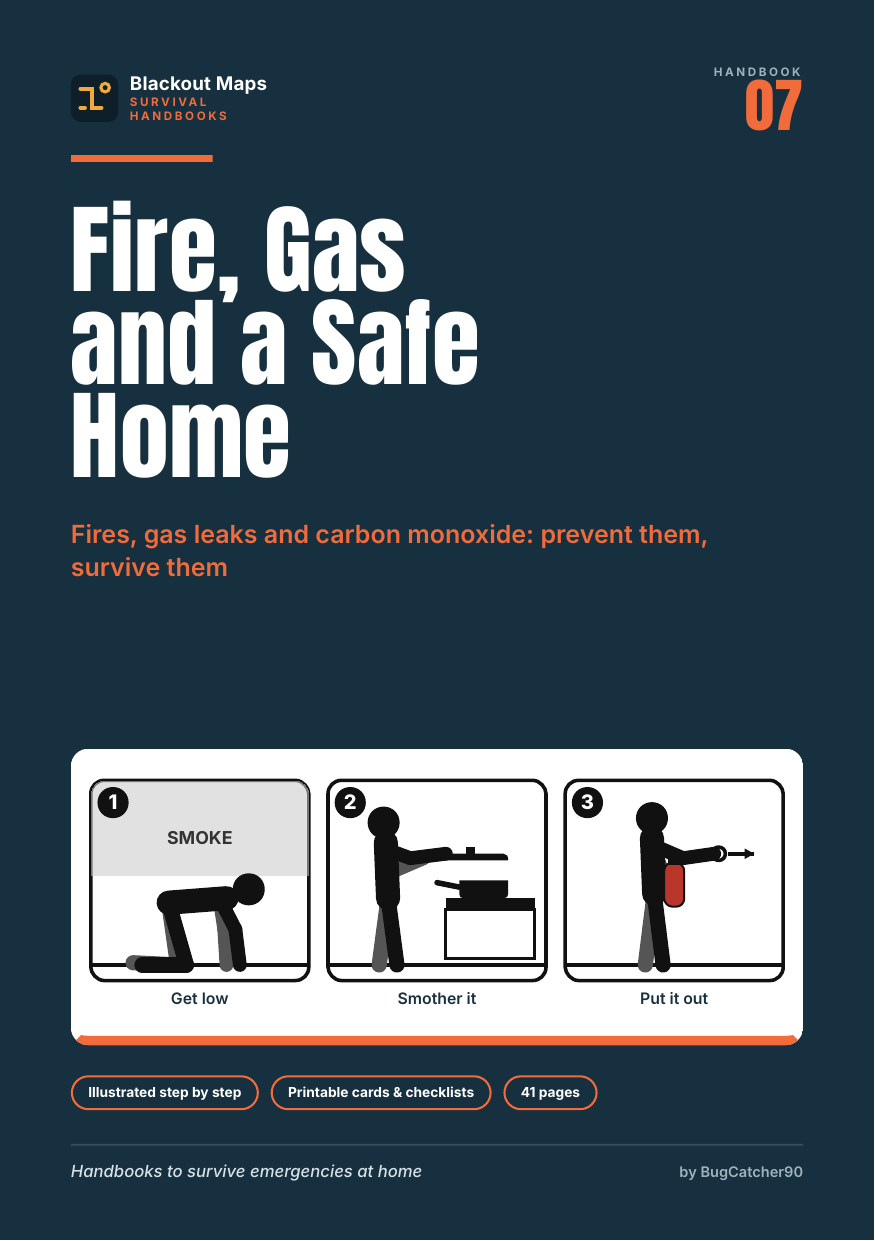 Blackout Maps
SURVIVAL
HANDBOOKS
HANDBOOK
07
Fire, Gas
and a Safe
Home
Fires, gas leaks and carbon monoxide: prevent them,
survive them
1
SMOKE
Get low
2
Smother it
3
Put it out
Illustrated step by step
Printable cards & checklists
41 pages
Handbooks to survive emergencies at home
by BugCatcher90